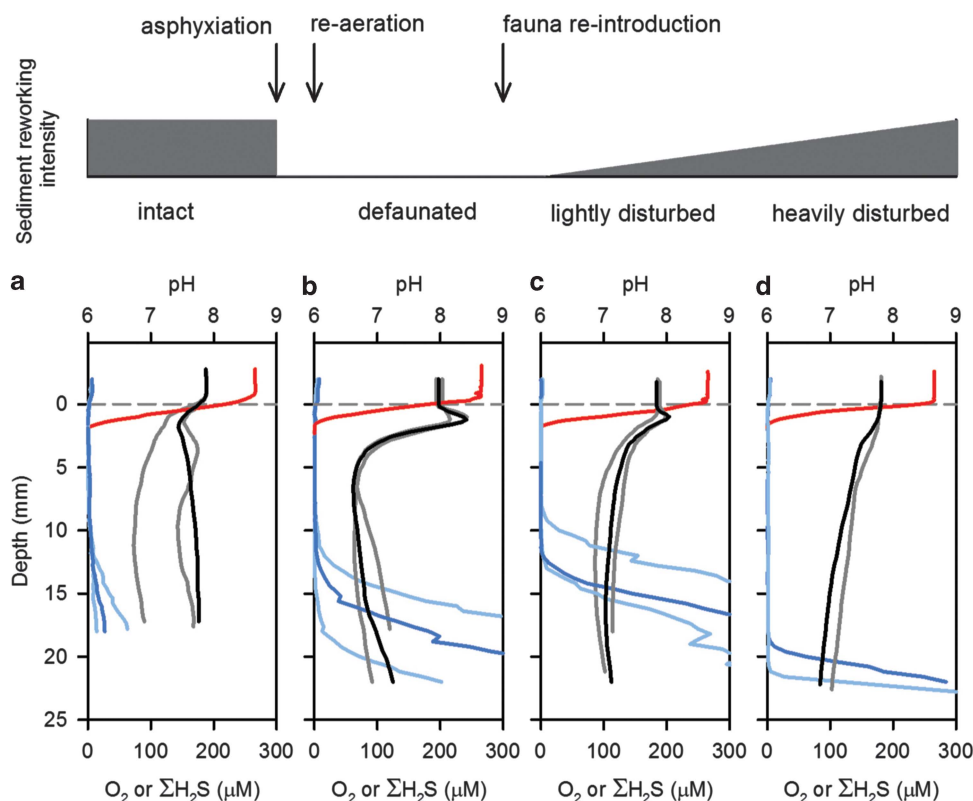 asphyxiation
re-aeration
fauna re-introduction
Sediment reworking
intensity
intact
defaunated
lightly disturbed
heavily disturbed
a
pH
b
pH
c
pH
d
pH
6 7 8 9
6 7 8 9
6 7 8 9
6 7 8 9
Depth (mm)
0
5
10
15
20
25
0 100 200 300
0 100 200 300
0 100 200 300
0 100 200 300
O₂ or ΣH₂S (μM)
O₂ or ΣH₂S (μM)
O₂ or ΣH₂S (μM)
O₂ or ΣH₂S (μM)